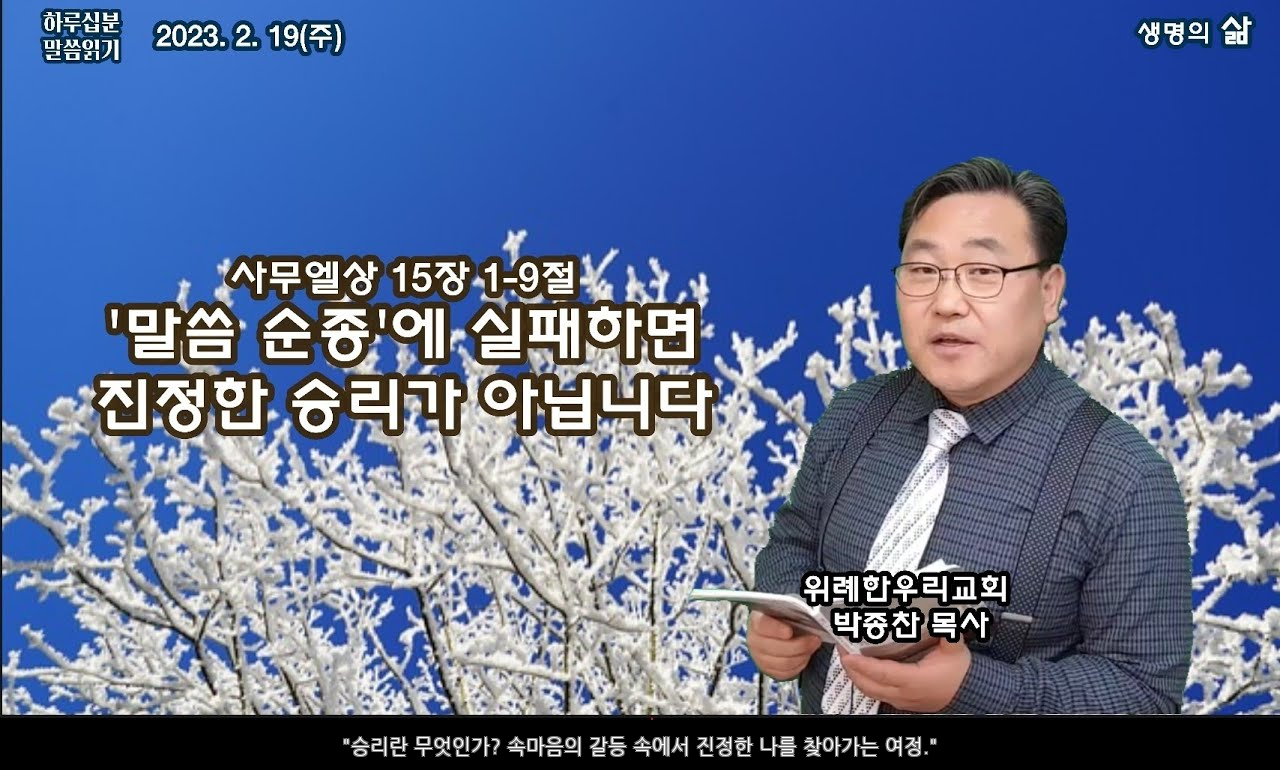 하루십분
말씀읽기
2023. 2. 19(주)
생명의 삶
사무엘상 15장 1-9절
'말씀 순종'에 실패하면
진정한 승리가 아닙니다
위례한우리교회
박종찬 목사
"승리란 무엇인가? 속마음의 갈등 속에서 진정한 나를 찾아가는 여정."